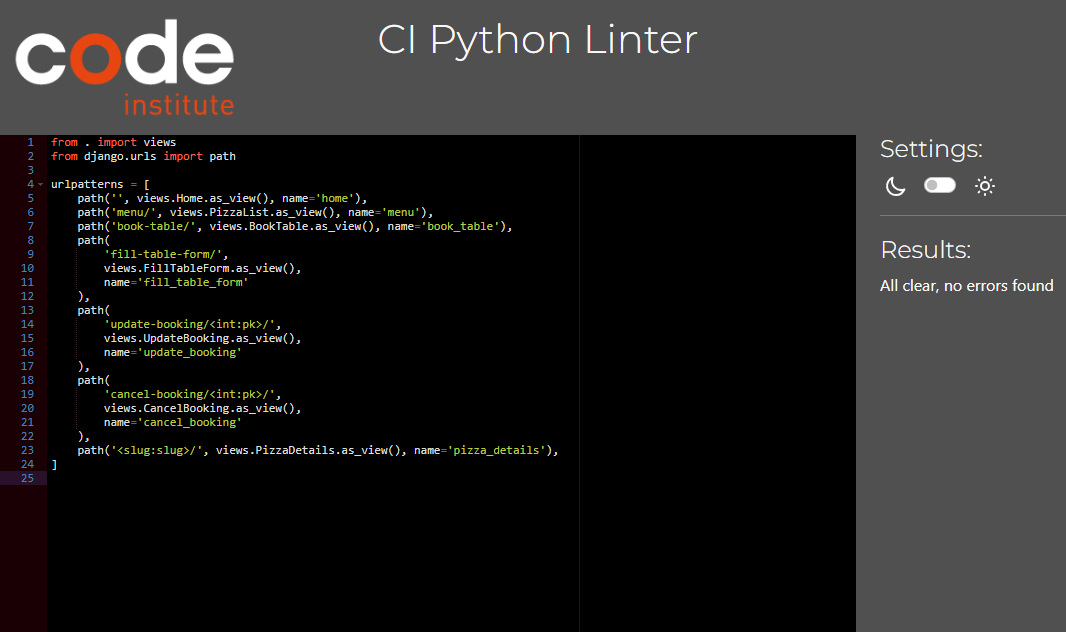 code
institute
CI Python Linter
1 from . import views
2 from django.urls import path
3
4 urlpatterns = [
5     path('', views.Home.as_view(), name='home'),
6     path('menu/', views.PizzaList.as_view(), name='menu'),
7     path('book-table/', views.BookTable.as_view(), name='book_table'),
8     path(
9         'fill-table-form/',
10         views.FillTableForm.as_view(),
11         name='fill_table_form'
12     ),
13     path(
14         'update-booking/<int:pk>/',
15         views.UpdateBooking.as_view(),
16         name='update_booking'
17     ),
18     path(
19         'cancel-booking/<int:pk>/',
20         views.CancelBooking.as_view(),
21         name='cancel_booking'
22     ),
23     path('<slug:slug>/', views.PizzaDetails.as_view(), name='pizza_details'),
24 ]
25
Settings:
Results:
All clear, no errors found